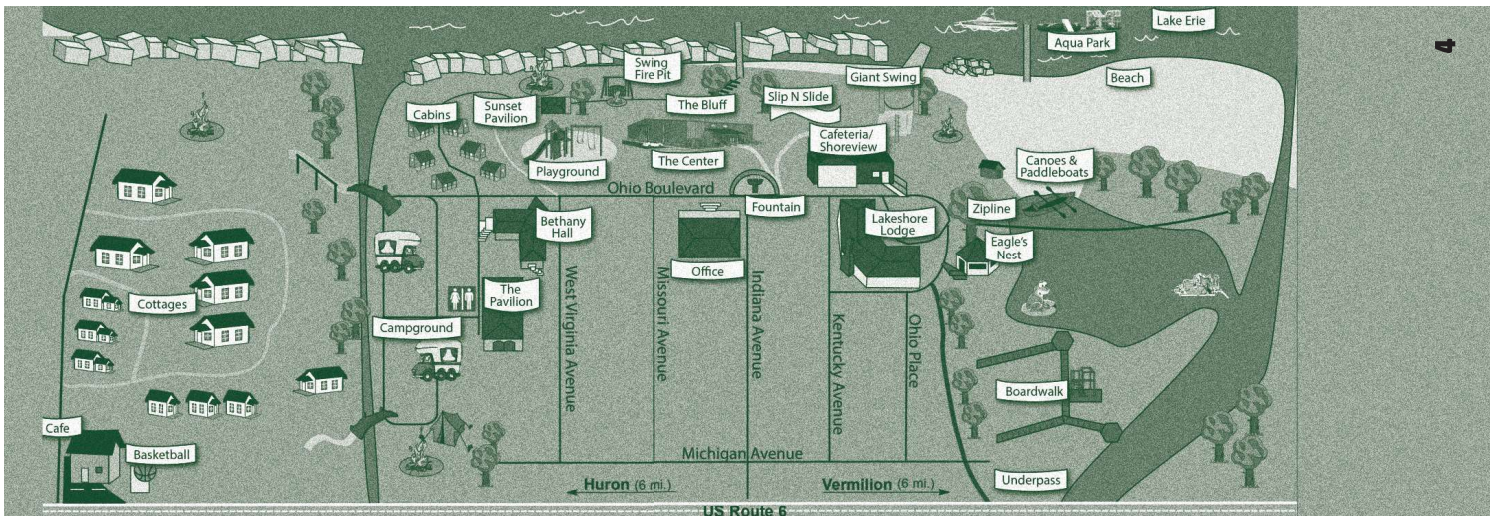 4
Lake Erie
Aqua Park
Beach
Swing
Fire Pit
Giant Swing
The Bluff
Slip N Slide
Sunset
Pavilion
Cabins
Cafeteria/
Shoreview
Playground
The Center
Canoes &
Paddleboats
Ohio Boulevard
Fountain
Zipline
Bethany
Hall
Lakeshore
Lodge
Eagle's
Nest
Office
The
Pavilion
Cottages
Campground
West Virginia Avenue
Missouri Avenue
Indiana Avenue
Kentucky Avenue
Ohio Place
Boardwalk
Cafe
Basketball
Michigan Avenue
Underpass
Huron (6 mi.)
Vermilion (6 mi.)
US Route 6